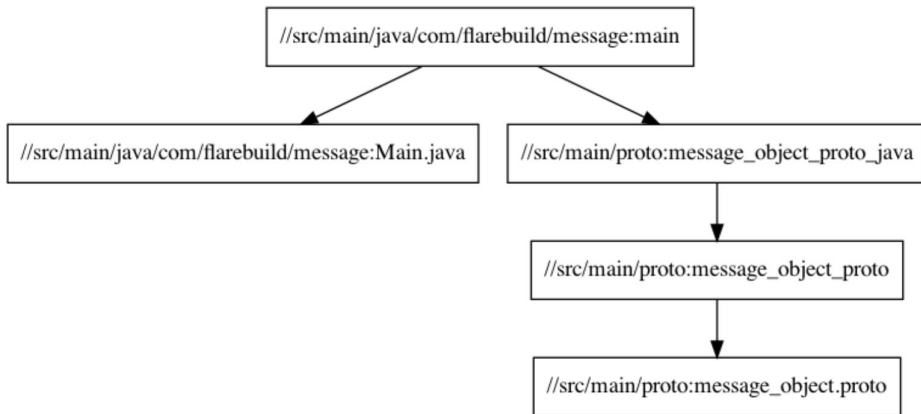 //src/main/java/com/flarebuild/message:main
//src/main/java/com/flarebuild/message:Main.java
//src/main/proto:message_object_proto_java
//src/main/proto:message_object_proto
//src/main/proto:message_object.proto